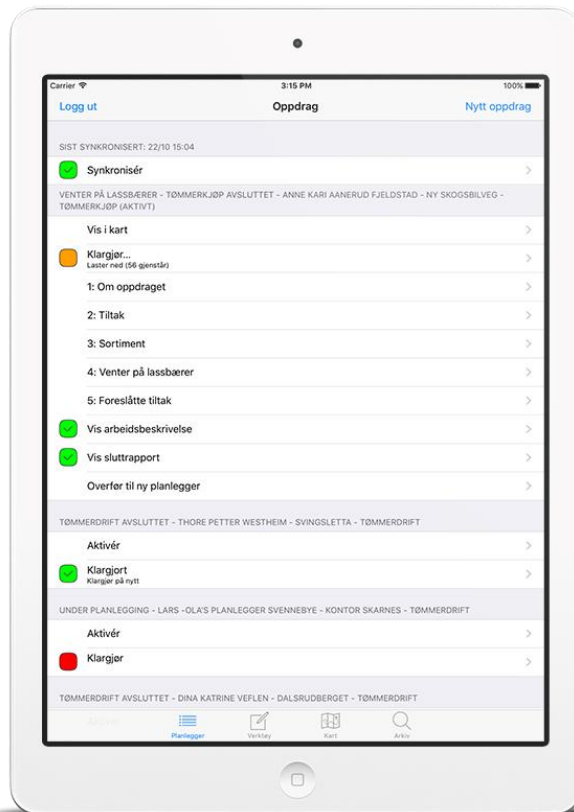 Carrier 3:15 PM 100%
Logg ut Oppdrag Nytt oppdrag
SIST SYNKRONISERT: 22/10 15:04
Synkronisér
VENTER PÅ LASSBÆRER - TØMMERKJØP AVSLUTTET - ANNE KARI AANERUD FJELDSTAD - NY SKOGSBILVEG -
TØMMERKJØP (AKTIVT)
Vis i kart
Klargjør...
Laster ned (56 gjenstår)
1: Om oppdraget
2: Tiltak
3: Sortiment
4: Venter på lassbærer
5: Foreslåtte tiltak
Vis arbeidsbeskrivelse
Vis sluttrapport
Overfør til ny planlegger
TØMMERDRIFT AVSLUTTET - THORE PETTER WESTHEIM - SVINGSLETTA - TØMMERDRIFT
Aktivér
Klargjort
Klargjør på nytt
UNDER PLANLEGGING - LARS -OLA'S PLANLEGGER SVENNEBYE - KONTOR SKARNES - TØMMERDRIFT
Aktivér
Klargjør
TØMMERDRIFT AVSLUTTET - DINA KATRINE VEFLEN - DALSRUDBERGET - TØMMERDRIFT
Aktivér
Planlegger Verktøy Kart Arkiv